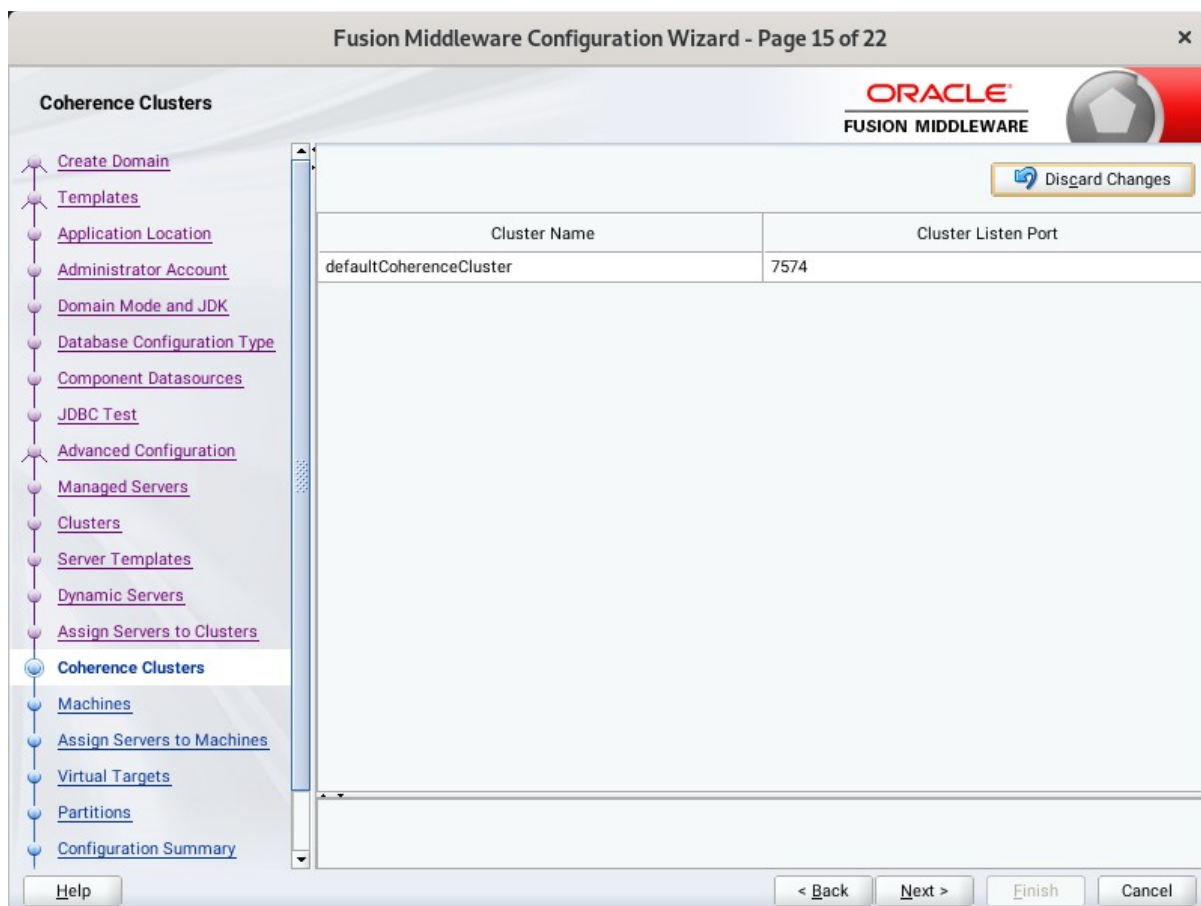 Fusion Middleware Configuration Wizard - Page 15 of 22
Coherence Clusters
ORACLE
FUSION MIDDLEWARE
Create Domain
Templates
Application Location
Administrator Account
Domain Mode and JDK
Database Configuration Type
Component Datasources
JDBC Test
Advanced Configuration
Managed Servers
Clusters
Server Templates
Dynamic Servers
Assign Servers to Clusters
Coherence Clusters
Machines
Assign Servers to Machines
Virtual Targets
Partitions
Configuration Summary
Discard Changes
Cluster Name Cluster Listen Port
defaultCoherenceCluster 7574
Help < Back Next > Finish Cancel